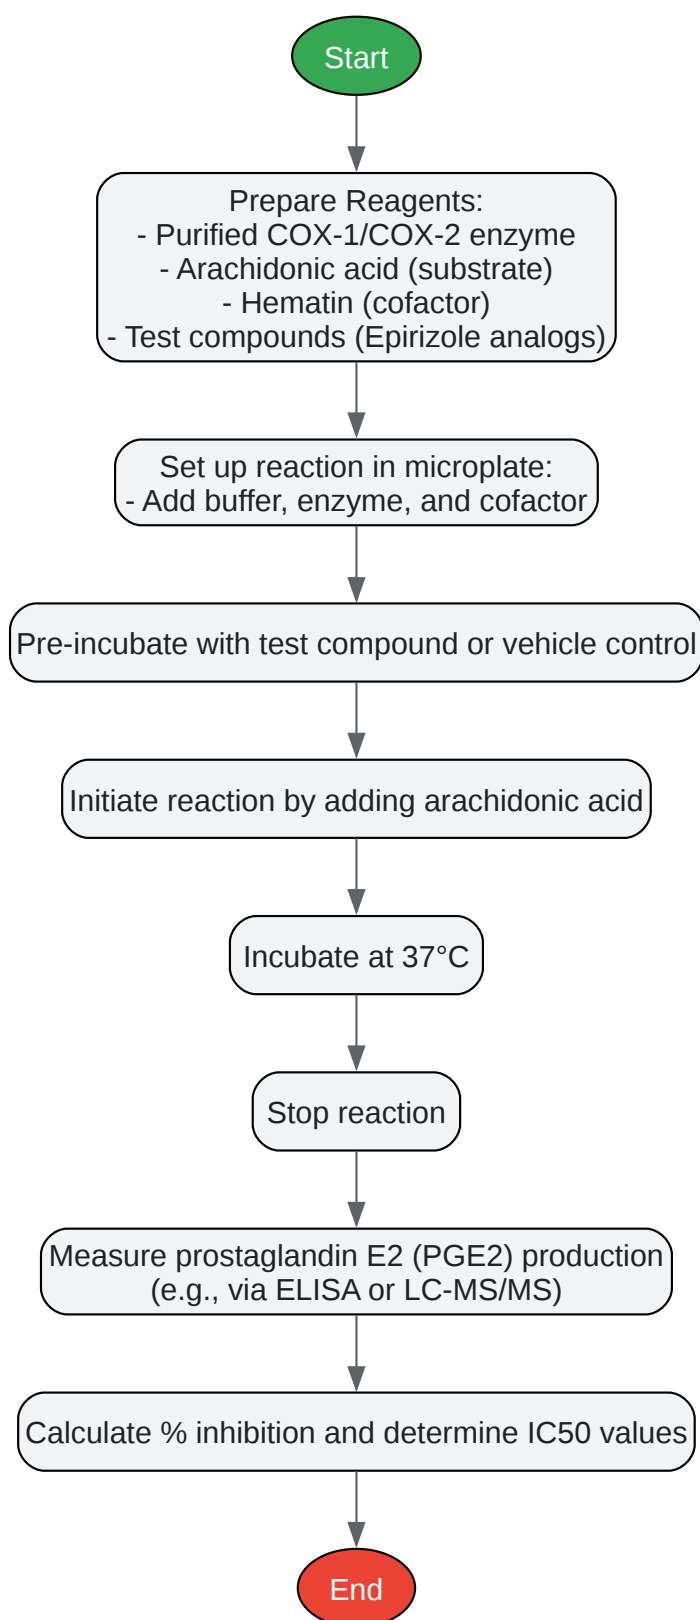 Start
Prepare Reagents:
- Purified COX-1/COX-2 enzyme
- Arachidonic acid (substrate)
- Hematin (cofactor)
- Test compounds (Epirizole analogs)
Set up reaction in microplate:
- Add buffer, enzyme, and cofactor
Pre-incubate with test compound or vehicle control
Initiate reaction by adding arachidonic acid
Incubate at 37°C
Stop reaction
Measure prostaglandin E2 (PGE2) production
(e.g., via ELISA or LC-MS/MS)
Calculate % inhibition and determine IC50 values
End